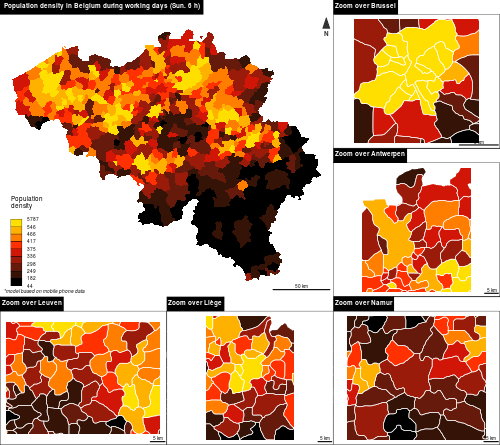 Population density in Belgium during working days (Sun. 6 h)
N
Population
density
5787
546
466
417
375
336
298
249
182
44
*model based on mobile phone data
50 km
Zoom over Brussel
Zoom over Antwerpen
5 km
Zoom over Leuven
5 km
Zoom over Liège
5 km
Zoom over Namur
5 km